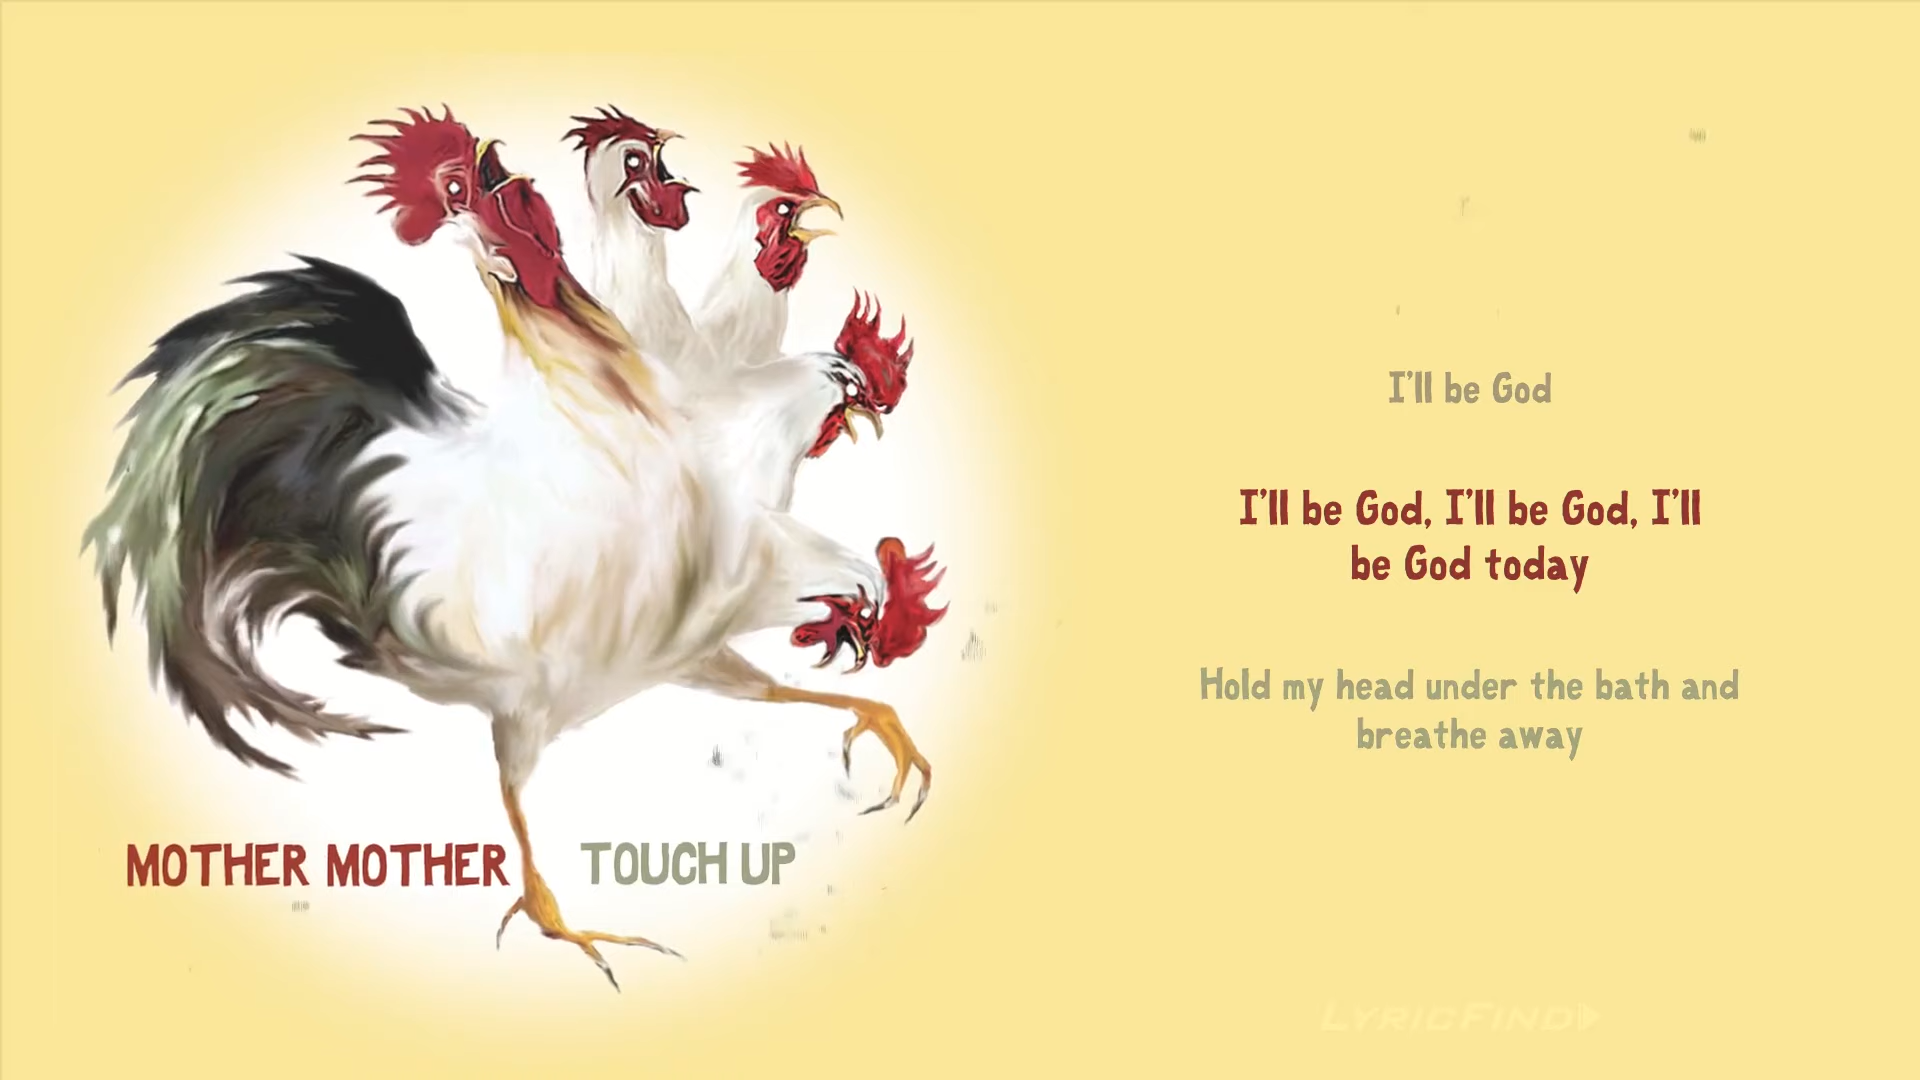 MOTHER MOTHER TOUCH UP
I'll be God
I'll be God, I'll be God, I'll
be God today
Hold my head under the bath and
breathe away
LYRICFIND